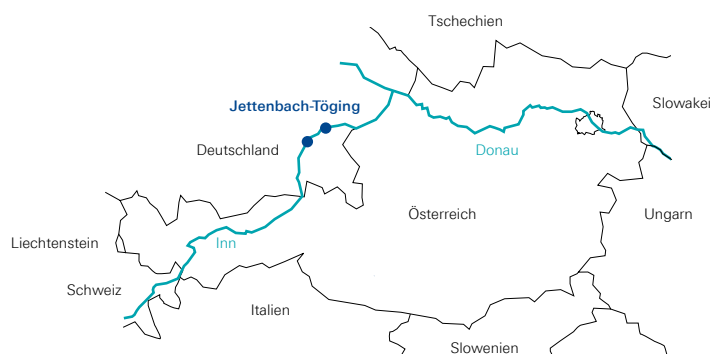 Tschechien
Jettenbach-Töging
Slowakei
Deutschland
Donau
Österreich
Ungarn
Liechtenstein
Inn
Schweiz
Italien
Slowenien